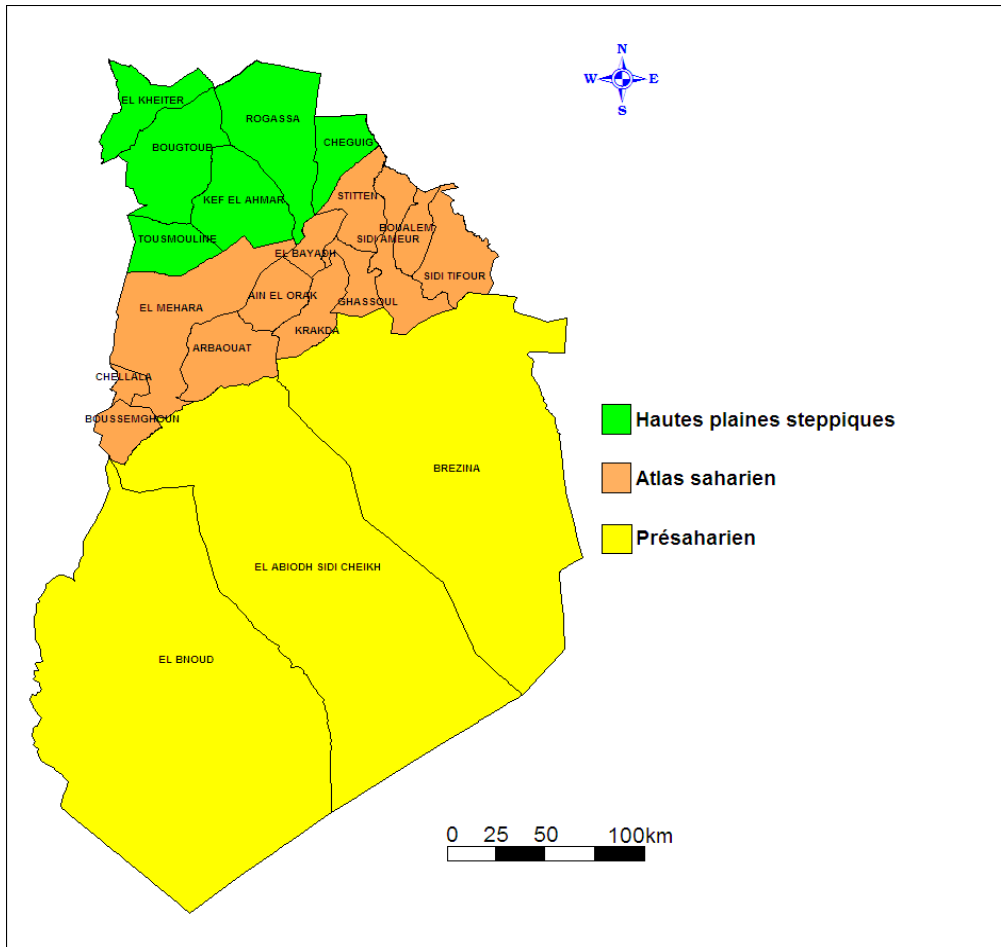 N
W E
S
EL KHEITER
ROGASSA
BOUGTOUB
CHEGUIG
KEF EL AHMAR
STITTEN
BOUALEM
TOUSMOULINE
SIDI AMEUR
EL BAYADH
SIDI TIFOUR
AIN EL ORAK
EL MEHARA
GHASSOUL
KRAKDA
ARBAOUAT
CHELLALA
BOUSSEMGHOUN
Hautes plaines steppiques
BREZINA
Atlas saharien
Présaharien
EL ABIODH SIDI CHEIKH
EL BNOUD
0 25 50 100km